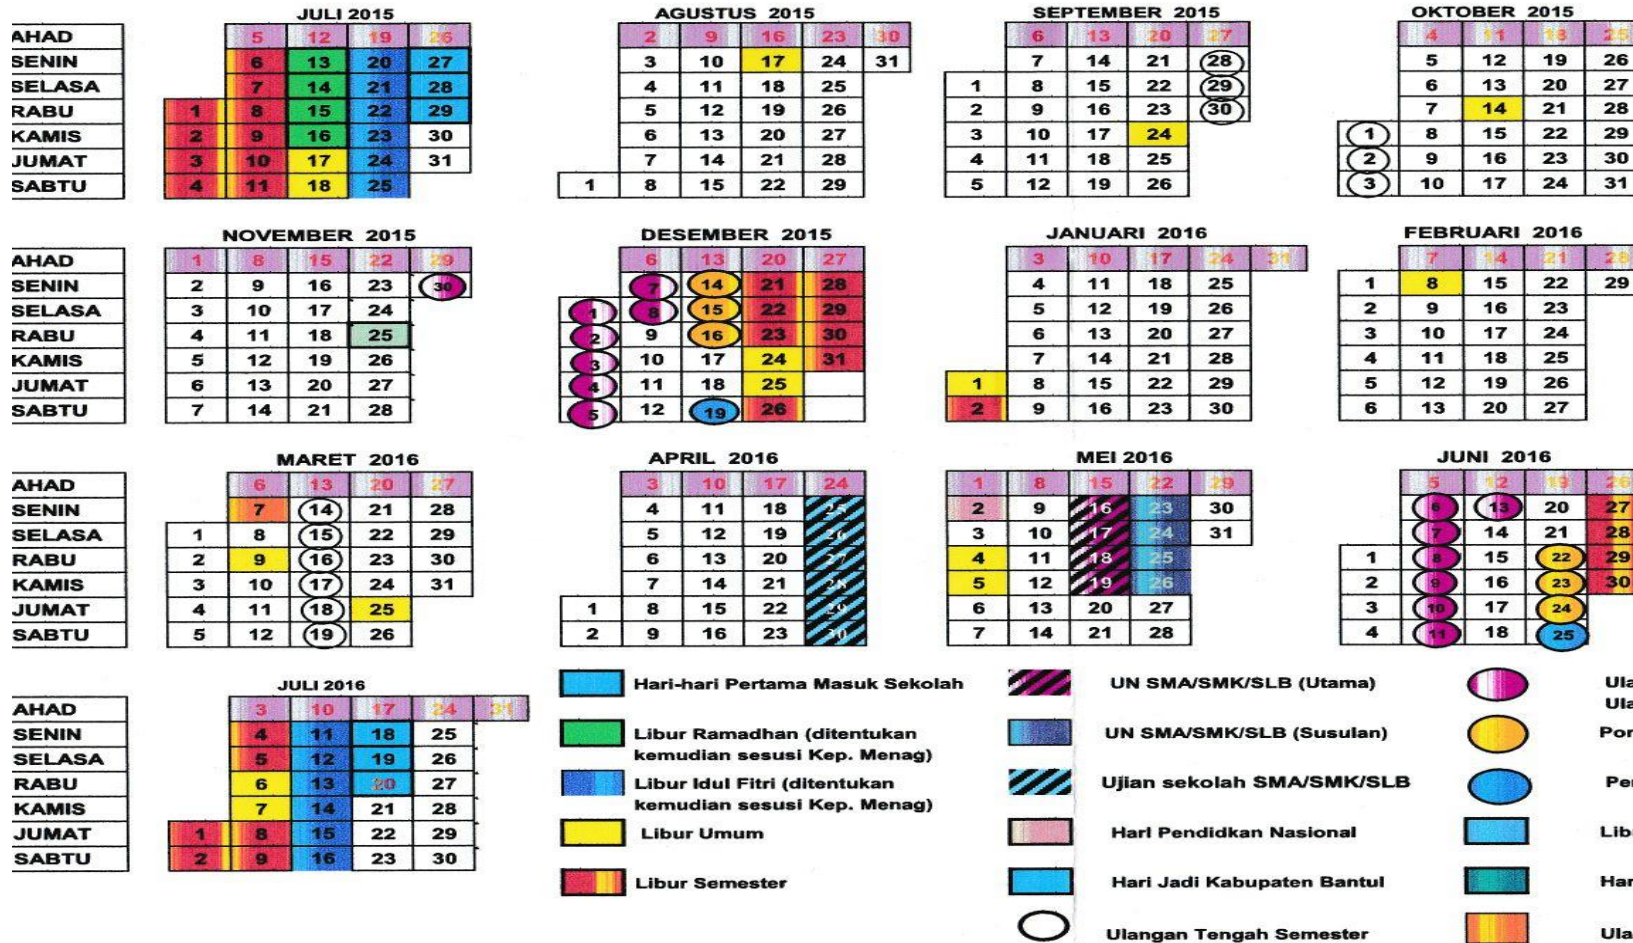 JULI 2015 AGUSTUS 2015 SEPTEMBER 2015 OKTOBER 2015
AHAD 5 12 19 26 2 9 16 23 30 6 13 20 27 4 11 18 25
SENIN 6 13 20 27 3 10 17 24 31 7 14 21 28 5 12 19 26
SELASA 7 14 21 28 4 11 18 25 1 8 15 22 29 6 13 20 27
RABU 1 8 15 22 29 5 12 19 26 2 9 16 23 30 7 14 21 28
KAMIS 2 9 16 23 30 6 13 20 27 3 10 17 24 1 8 15 22 29
JUMAT 3 10 17 24 31 7 14 21 28 4 11 18 25 2 9 16 23 30
SABTU 4 11 18 25 1 8 15 22 29 5 12 19 26 3 10 17 24 31
NOVEMBER 2015 DESEMBER 2015 JANUARI 2016 FEBRUARI 2016
AHAD 1 8 15 22 29 6 13 20 27 3 10 17 24 31 7 14 21 28
SENIN 2 9 16 23 30 7 14 21 28 4 11 18 25 1 8 15 22 29
SELASA 3 10 17 24 1 8 15 22 29 5 12 19 26 2 9 16 23
RABU 4 11 18 25 2 9 16 23 30 6 13 20 27 3 10 17 24
KAMIS 5 12 19 26 3 10 17 24 31 7 14 21 28 4 11 18 25
JUMAT 6 13 20 27 4 11 18 25 1 8 15 22 29 5 12 19 26
SABTU 7 14 21 28 5 12 19 26 2 9 16 23 30 6 13 20 27
MARET 2016 APRIL 2016 MEI 2016 JUNI 2016
AHAD 6 13 20 27 3 10 17 24 1 8 15 22 29 5 12 19 26
SENIN 7 14 21 28 4 11 18 25 2 9 16 23 30 6 13 20 27
SELASA 1 8 15 22 29 5 12 19 26 3 10 17 24 31 7 14 21 28
RABU 2 9 16 23 30 6 13 20 27 4 11 18 25 1 8 15 22 29
KAMIS 3 10 17 24 31 7 14 21 28 5 12 19 26 2 9 16 23 30
JUMAT 4 11 18 25 1 8 15 22 29 6 13 20 27 3 10 17 24
SABTU 5 12 19 26 2 9 16 23 30 7 14 21 28 4 11 18 25
JULI 2016
AHAD 3 10 17 24 31
SENIN 4 11 18 25
SELASA 5 12 19 26
RABU 6 13 20 27
KAMIS 7 14 21 28
JUMAT 1 8 15 22 29
SABTU 2 9 16 23 30
Hari-hari Pertama Masuk Sekolah
Libur Ramadhan (ditentukan
kemudian sesusi Kep. Menag)
Libur Idul Fitri (ditentukan
kemudian sesusi Kep. Menag)
Libur Umum
Libur Semester
UN SMA/SMK/SLB (Utama)
UN SMA/SMK/SLB (Susulan)
Ujian sekolah SMA/SMK/SLB
Hari Pendidkan Nasional
Hari Jadi Kabupaten Bantul
Ulangan Tengah Semester
Ula
Ula
Por
Per
Libu
Har
Ula